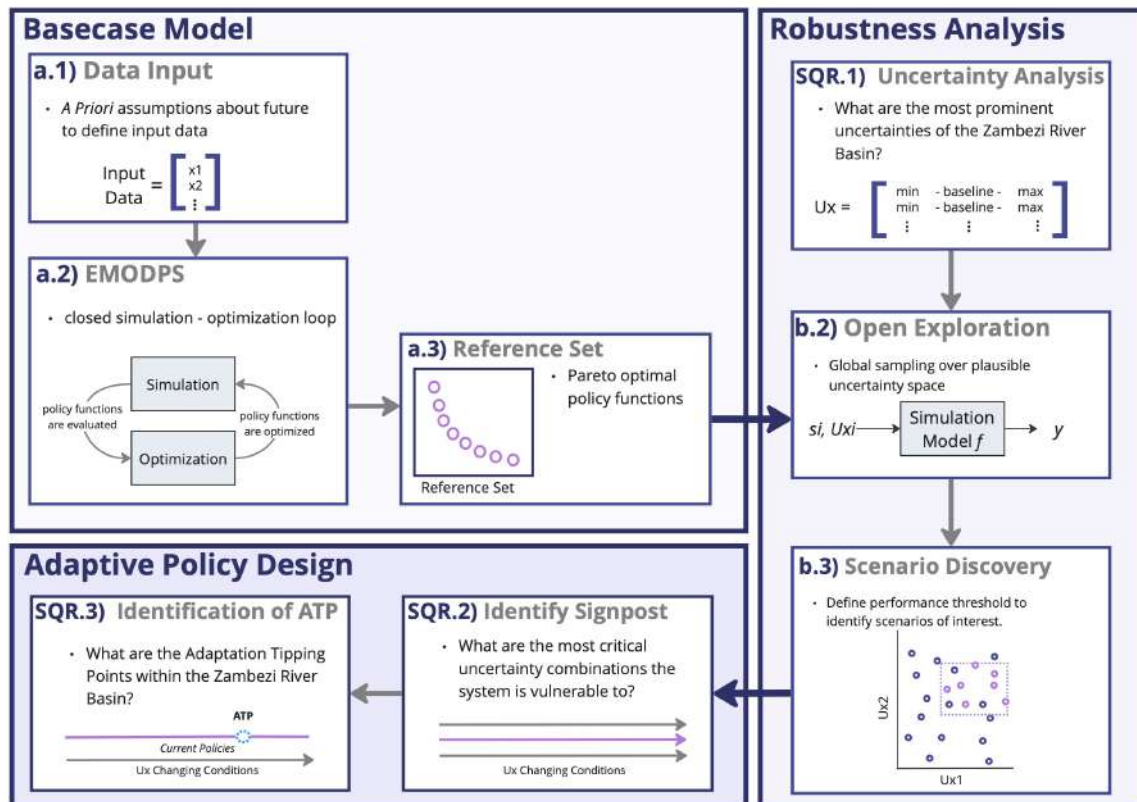 Basecase Model
a.1) Data Input
• A Priori assumptions about future
to define input data
Input
Data
=
x1
x2
⋮
a.2) EMODPS
• closed simulation - optimization loop
Simulation
policy functions
are evaluated
policy functions
are optimized
Optimization
a.3) Reference Set
• Pareto optimal
policy functions
Reference Set
Robustness Analysis
SQR.1) Uncertainty Analysis
• What are the most prominent
uncertainties of the Zambezi River
Basin?
Ux =
min - baseline - max
min - baseline - max
⋮ ⋮ ⋮
b.2) Open Exploration
• Global sampling over plausible
uncertainty space
si, Uxi
Simulation
Model f
y
b.3) Scenario Discovery
• Define performance threshold to
identify scenarios of interest.
Ux2
Ux1
Adaptive Policy Design
SQR.2) Identify Signpost
• What are the most critical
uncertainty combinations the
system is vulnerable to?
Ux Changing Conditions
SQR.3) Identification of ATP
• What are the Adaptation Tipping
Points within the Zambezi River
Basin?
ATP
Current Policies
Ux Changing Conditions